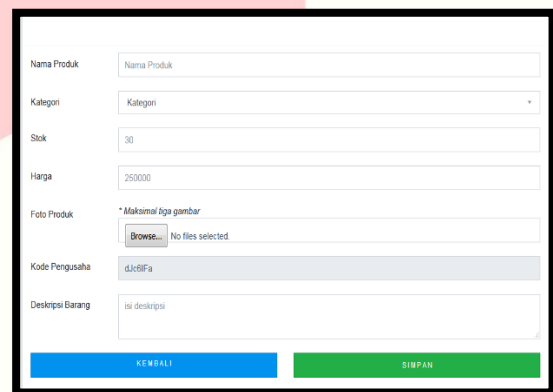 Nama Produk
Nama Produk
Kategori
Kategori
Stok
30
Harga
250000
Foto Produk
* Maksimal tiga gambar
Browse... No files selected.
Kode Pengusaha
dJc6lFa
Deskripsi Barang
isi deskripsi
KEMBALI
SIMPAN